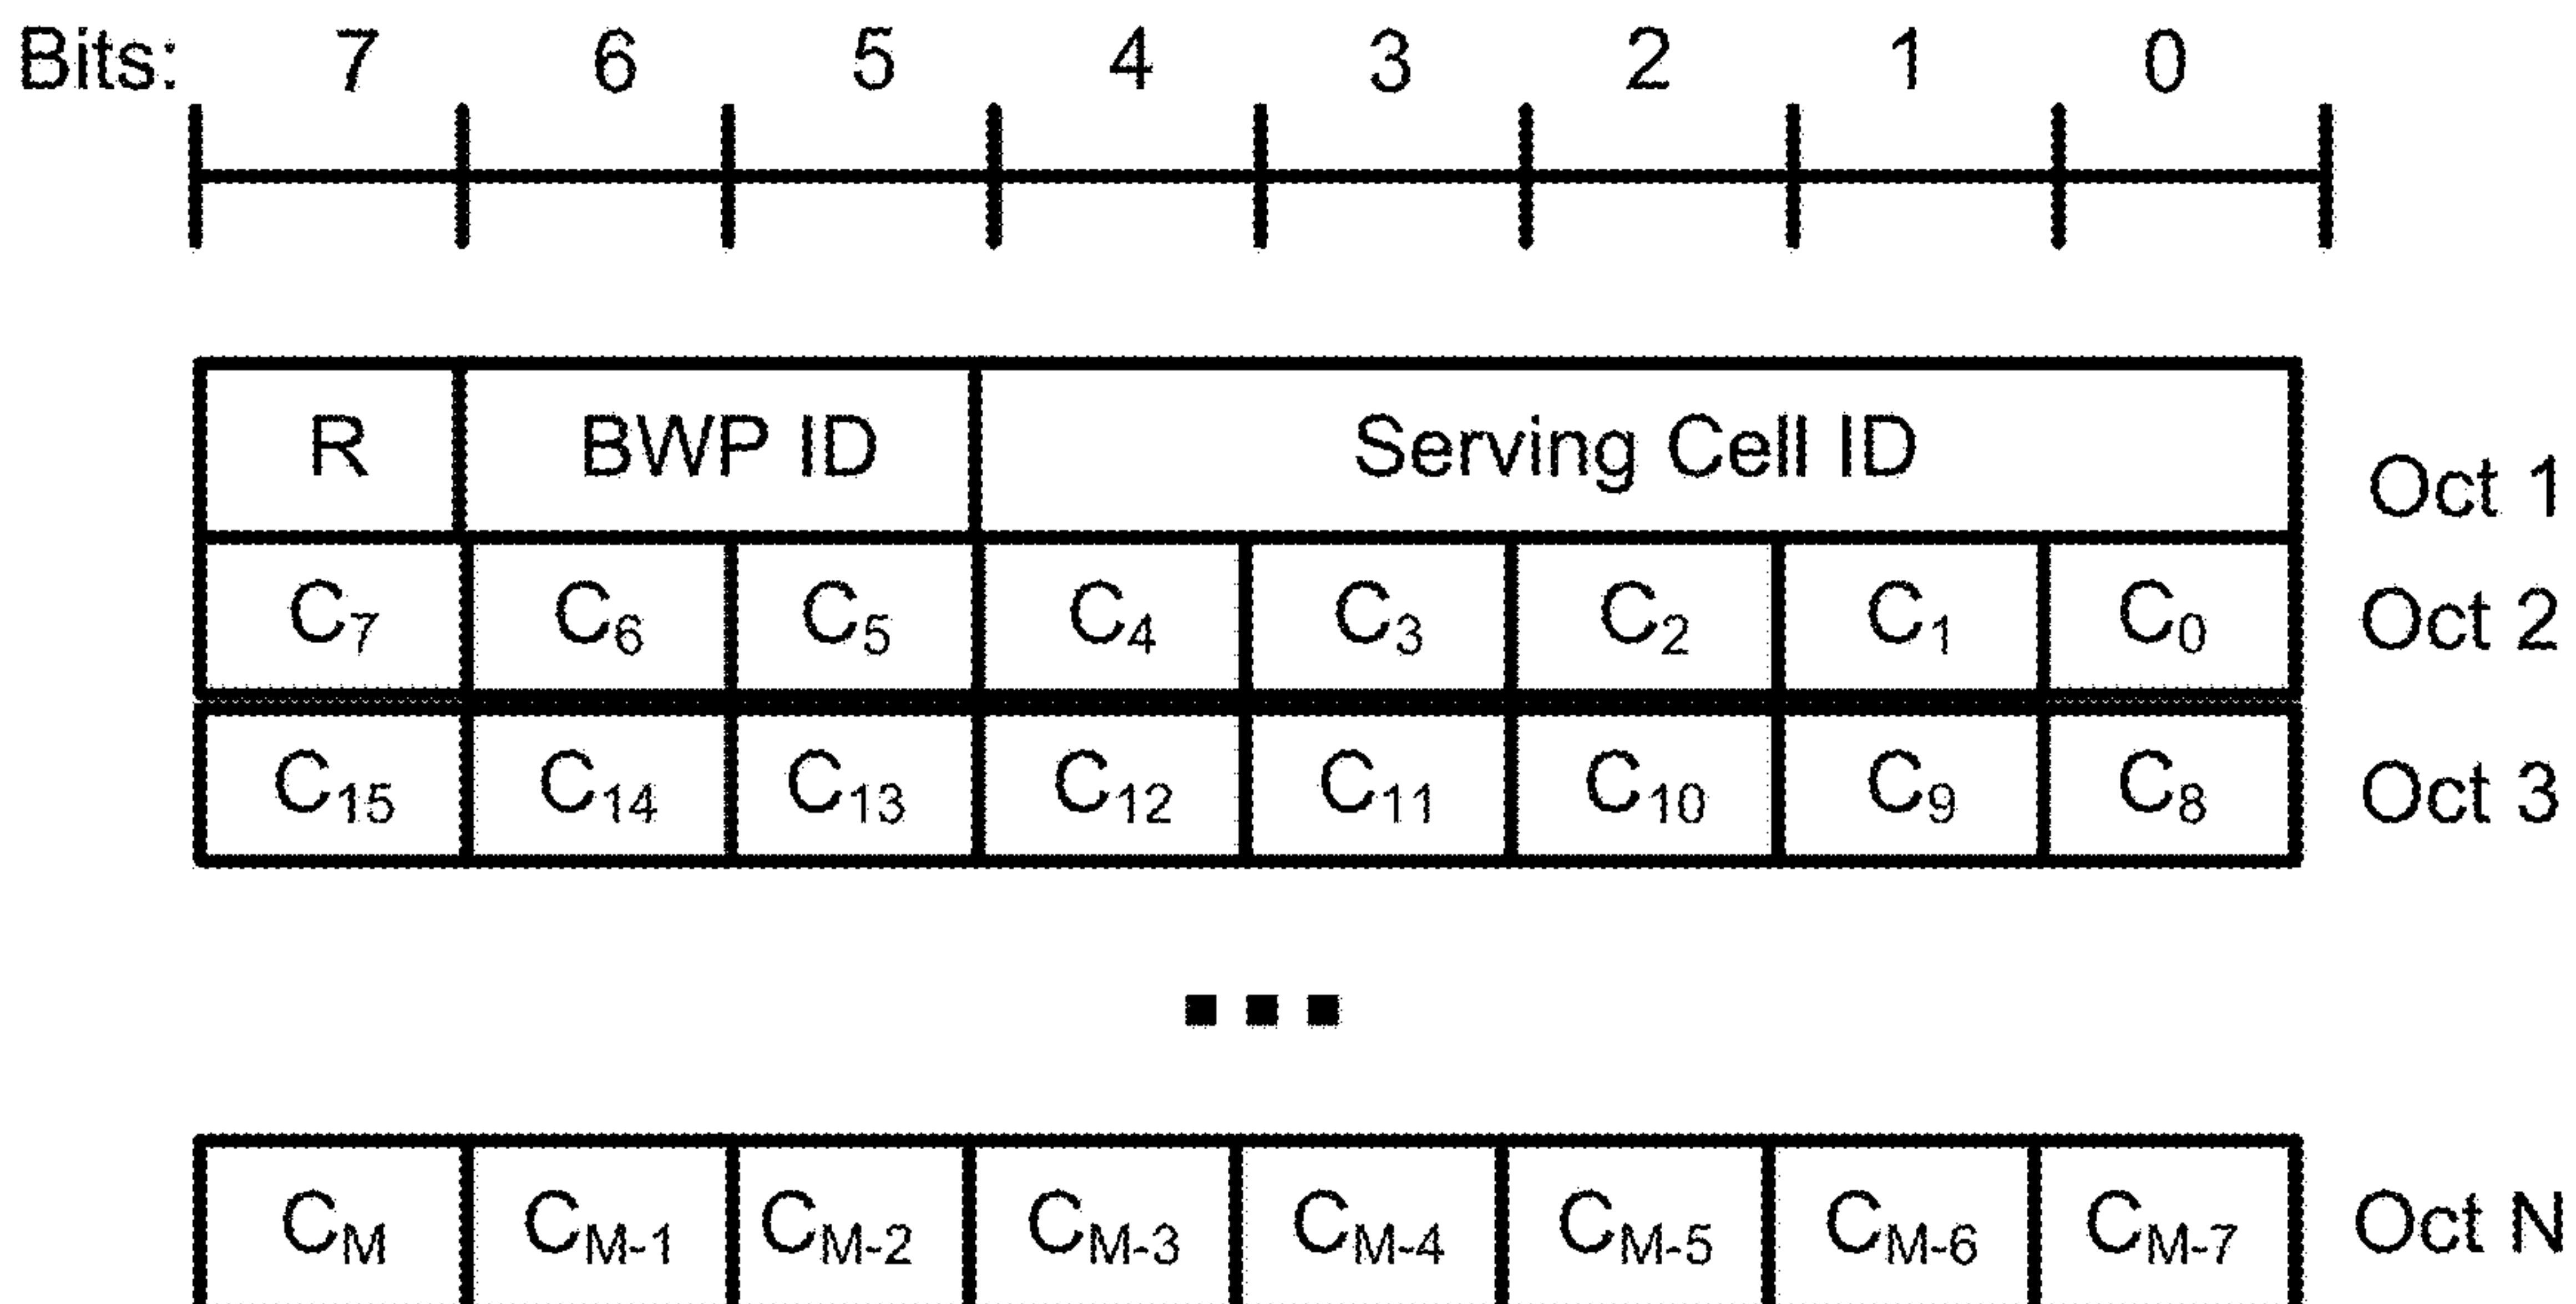 Bits: 7 6 5 4 3 2 1 0
R BWP ID Serving Cell ID Oct 1
C7 C6 C5 C4 C3 C2 C1 C0 Oct 2
C15 C14 C13 C12 C11 C10 C9 C8 Oct 3
...
CM CM-1 CM-2 CM-3 CM-4 CM-5 CM-6 CM-7 Oct N